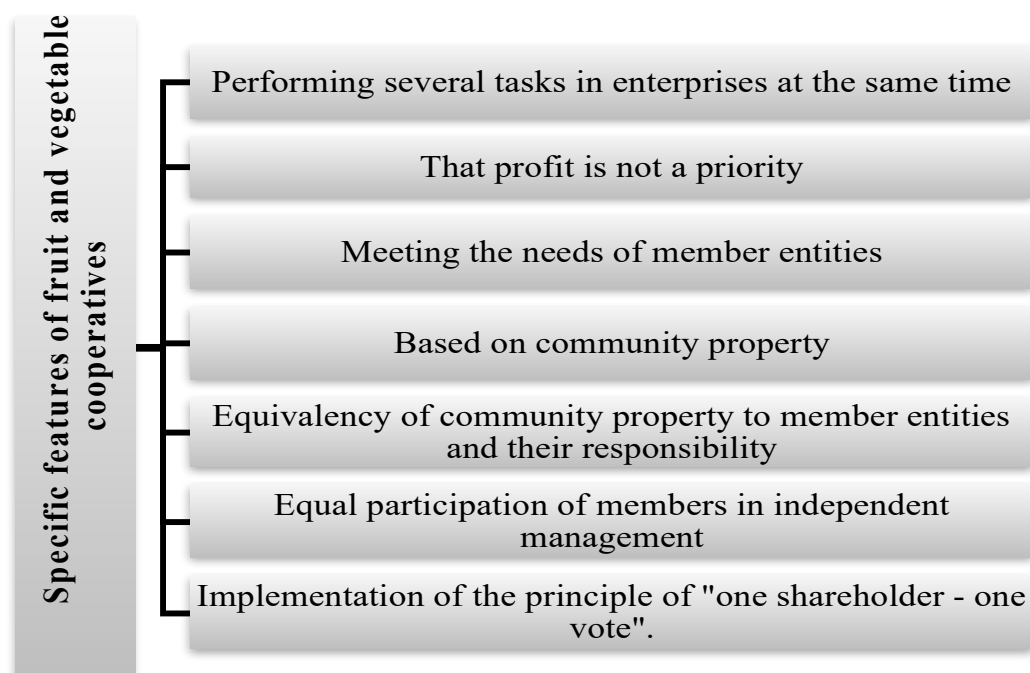 Specific features of fruit and vegetable
cooperatives
Performing several tasks in enterprises at the same time
That profit is not a priority
Meeting the needs of member entities
Based on community property
Equivalency of community property to member entities
and their responsibility
Equal participation of members in independent
management
Implementation of the principle of "one shareholder - one
vote".